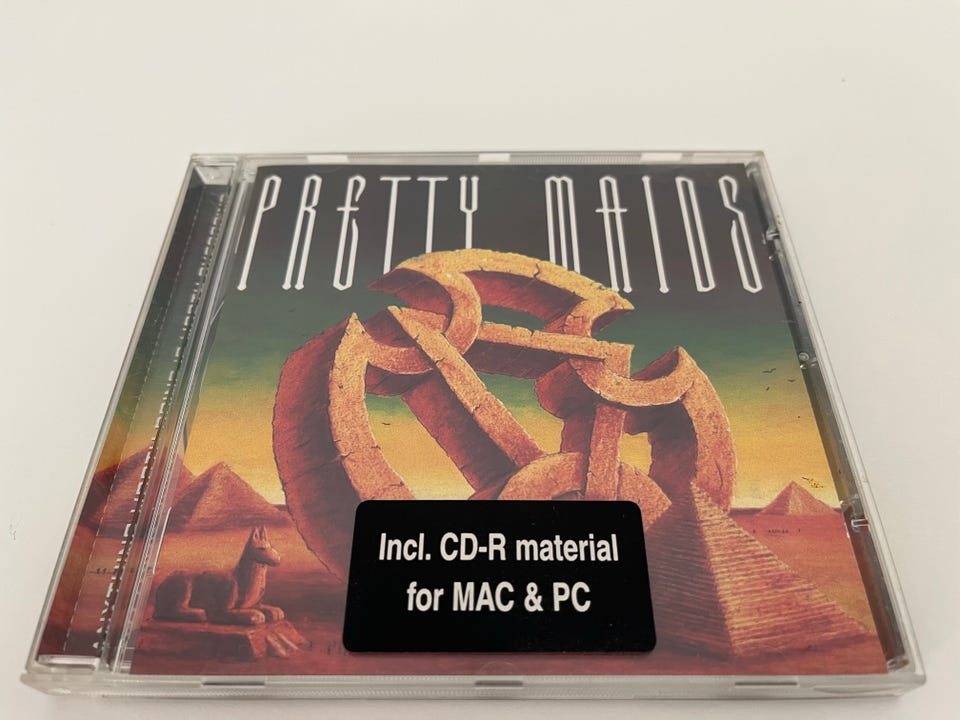 PRETTY MAIDS
Incl. CD-R material
for MAC & PC